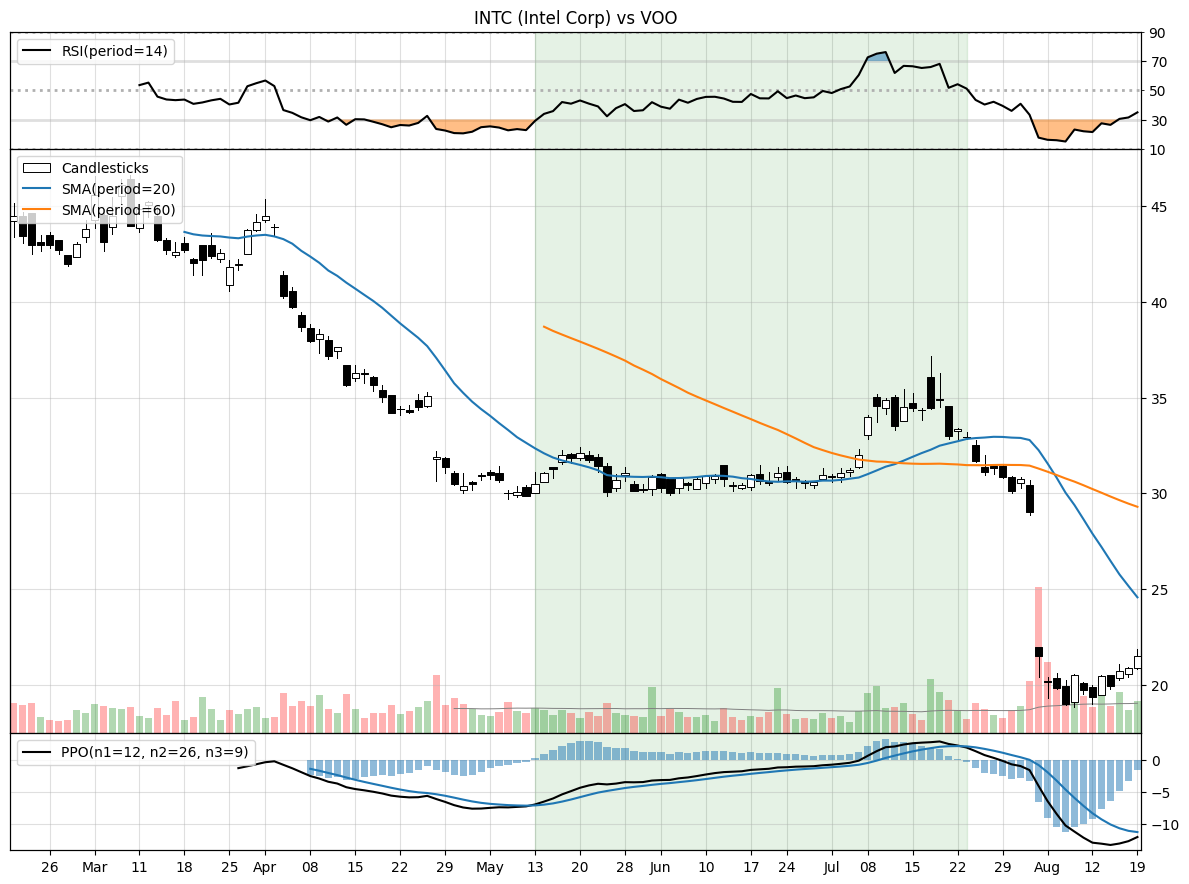 INTC (Intel Corp) vs VOO
RSI(period=14)
90
70
50
30
10
Candlesticks
SMA(period=20)
SMA(period=60)
45
40
35
30
25
20
PPO(n1=12, n2=26, n3=9)
0
−5
−10
26 Mar 11 18 25 Apr 08 15 22 29 May 13 20 28 Jun 10 17 24 Jul 08 15 22 29 Aug 12 19